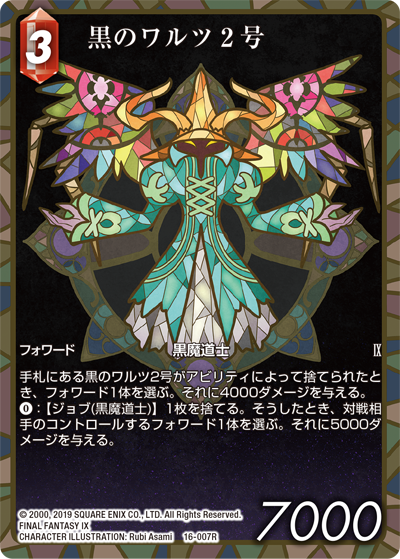 3
黒のワルツ2号
フォワード
黒魔道士
Ⅸ
手札にある黒のワルツ2号がアビリティによって捨てられたと
き、フォワード1体を選ぶ。それに4000ダメージを与える。
0:【ジョブ(黒魔道士)】1枚を捨てる。そうしたとき、対戦相
手のコントロールするフォワード1体を選ぶ。それに5000ダ
メージを与える。
© 2000, 2019 SQUARE ENIX CO., LTD. All Rights Reserved.
FINAL FANTASY IX
CHARACTER ILLUSTRATION: Rubi Asami 16-007R
7000